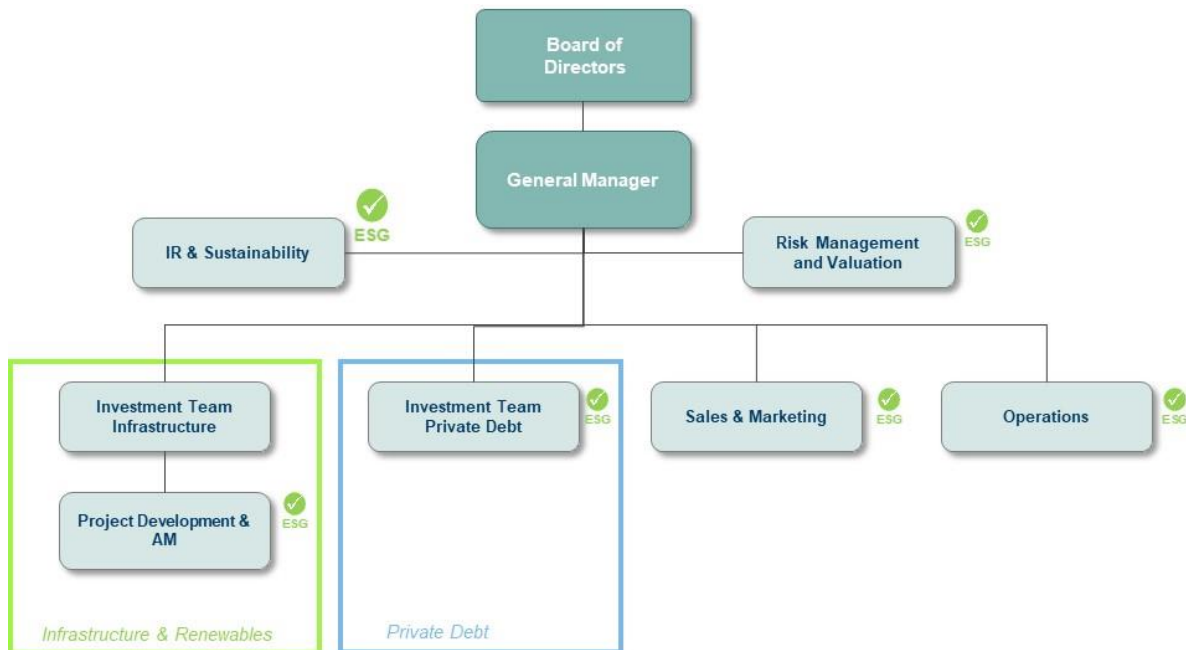 Board of
Directors
General Manager
ESG
IR & Sustainability
Risk Management
and Valuation
ESG
Investment Team
Infrastructure
Investment Team
Private Debt
ESG
Sales & Marketing
ESG
Operations
ESG
Project Development &
AM
ESG
Infrastructure & Renewables
Private Debt